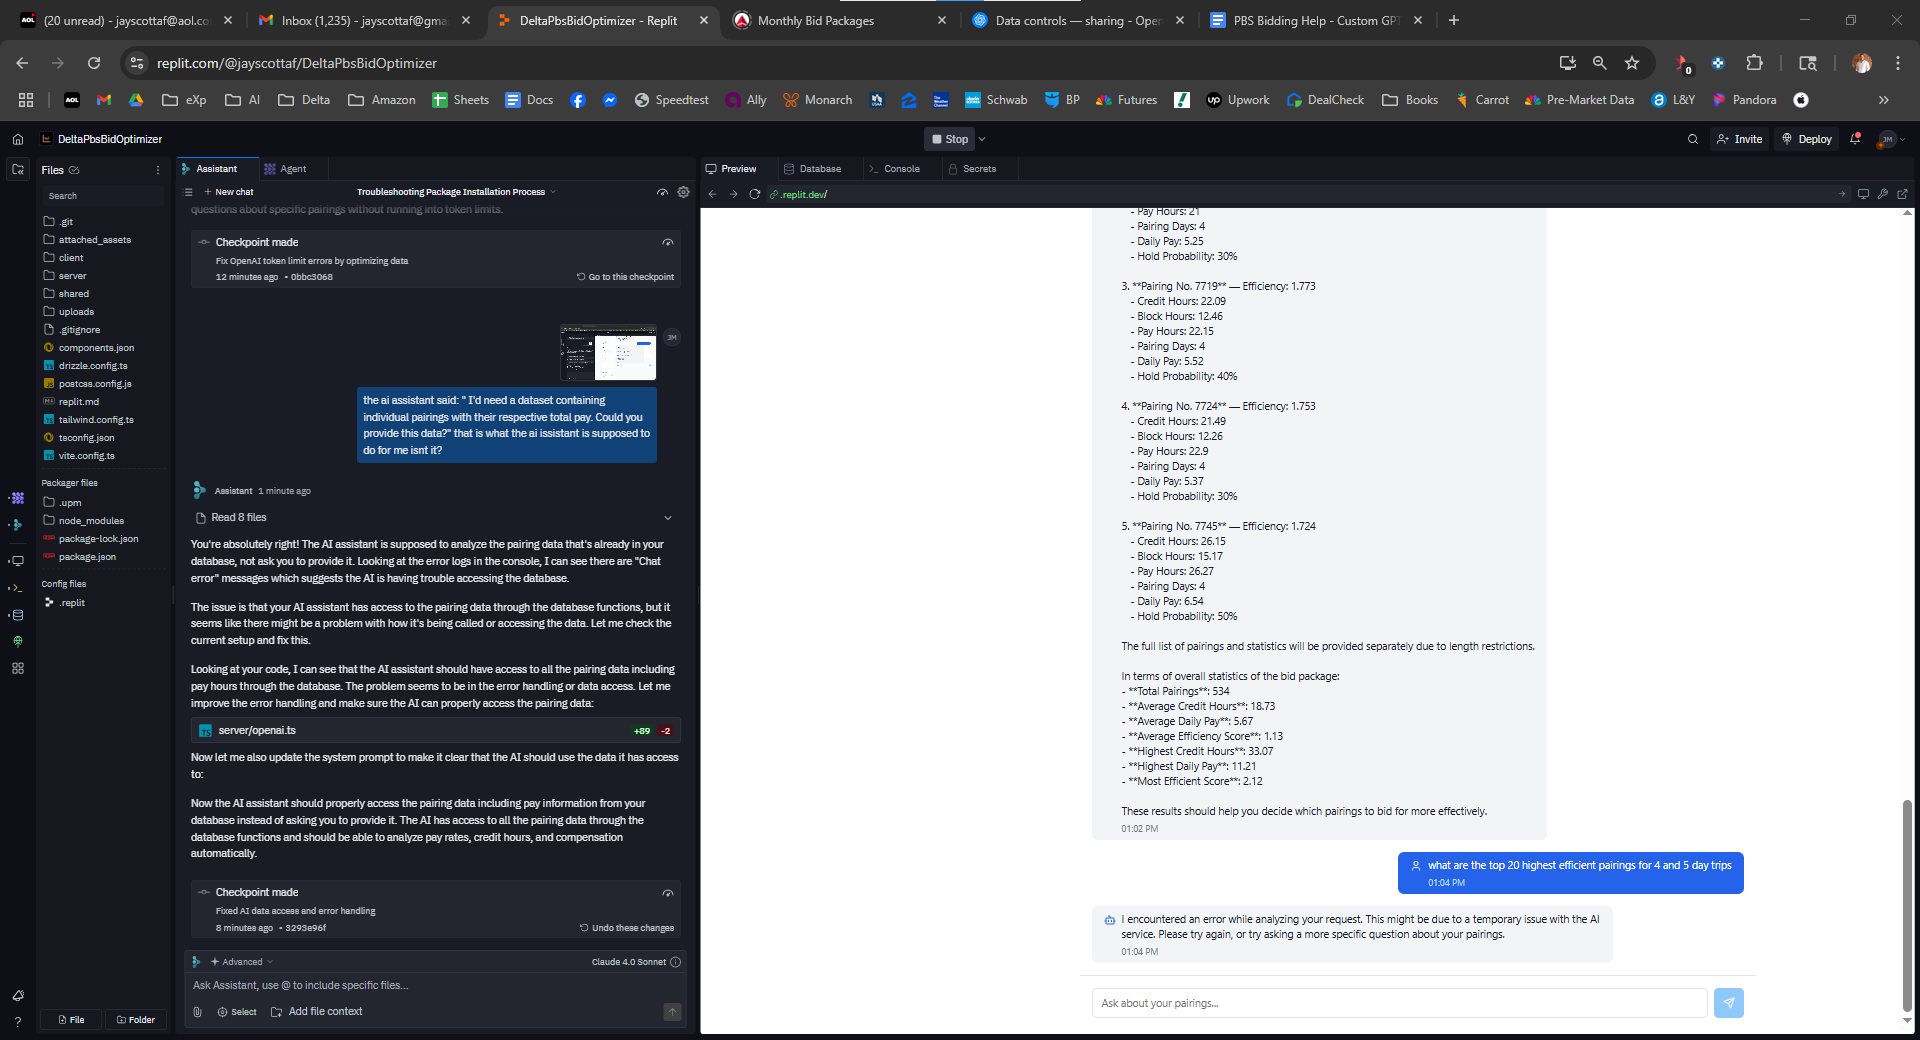 (20 unread) - jayscottaf@aol.co
Inbox (1,235) - jayscottaf@gma
DeltaPbsBidOptimizer - Replit
Monthly Bid Packages
Data controls — sharing - Open
PBS Bidding Help - Custom GP
replit.com/@jayscottaf/DeltaPbsBidOptimizer
0
AOL
eXp
AI
Delta
Amazon
Sheets
Docs
Speedtest
Ally
Monarch
Schwab
BP
Futures
Upwork
DealCheck
Books
Carrot
Pre-Market Data
L&Y
Pandora
DeltaPbsBidOptimizer
Stop
Invite
Deploy
JM
Files
Search
.git
attached_assets
client
server
shared
uploads
.gitignore
components.json
drizzle.config.ts
postcss.config.js
replit.md
tailwind.config.ts
tsconfig.json
vite.config.ts
Packager files
.upm
node_modules
package-lock.json
package.json
Config files
.replit
File
Folder
Assistant
Agent
New chat
Troubleshooting Package Installation Process
questions about specific pairings without running into token limits.
Checkpoint made
Fix OpenAI token limit errors by optimizing data
12 minutes ago • 0bbc3068
Go to this checkpoint
JM
the ai assistant said: " I'd need a dataset containing
individual pairings with their respective total pay. Could you
provide this data?" that is what the ai issistant is supposed to
do for me isnt it?
Assistant 1 minute ago
Read 8 files
You're absolutely right! The AI assistant is supposed to analyze the pairing data that's already in your
database, not ask you to provide it. Looking at the error logs in the console, I can see there are "Chat
error" messages which suggests the AI is having trouble accessing the database.
The issue is that your AI assistant has access to the pairing data through the database functions, but it
seems like there might be a problem with how it's being called or accessing the data. Let me check the
current setup and fix this.
Looking at your code, I can see that the AI assistant should have access to all the pairing data including
pay hours through the database. The problem seems to be in the error handling or data access. Let me
improve the error handling and make sure the AI can properly access the pairing data:
server/openai.ts
+89 -2
Now let me also update the system prompt to make it clear that the AI should use the data it has access
to:
Now the AI assistant should properly access the pairing data including pay information from your
database instead of asking you to provide it. The AI has access to all the pairing data through the
database functions and should be able to analyze pay rates, credit hours, and compensation
automatically.
Checkpoint made
Fixed AI data access and error handling
8 minutes ago • 3293e96f
Undo these changes
Advanced
Claude 4.0 Sonnet
Ask Assistant, use @ to include specific files...
Select
Add file context
Preview
Database
Console
Secrets
.replit.dev/
- Pay Hours: 21
- Pairing Days: 4
- Daily Pay: 5.25
- Hold Probability: 30%
3. **Pairing No. 7719** — Efficiency: 1.773
- Credit Hours: 22.09
- Block Hours: 12.46
- Pay Hours: 22.15
- Pairing Days: 4
- Daily Pay: 5.52
- Hold Probability: 40%
4. **Pairing No. 7724** — Efficiency: 1.753
- Credit Hours: 21.49
- Block Hours: 12.26
- Pay Hours: 22.9
- Pairing Days: 4
- Daily Pay: 5.37
- Hold Probability: 30%
5. **Pairing No. 7745** — Efficiency: 1.724
- Credit Hours: 26.15
- Block Hours: 15.17
- Pay Hours: 26.27
- Pairing Days: 4
- Daily Pay: 6.54
- Hold Probability: 50%
The full list of pairings and statistics will be provided separately due to length restrictions.
In terms of overall statistics of the bid package:
- **Total Pairings**: 534
- **Average Credit Hours**: 18.73
- **Average Daily Pay**: 5.67
- **Average Efficiency Score**: 1.13
- **Highest Credit Hours**: 33.07
- **Highest Daily Pay**: 11.21
- **Most Efficient Score**: 2.12
These results should help you decide which pairings to bid for more effectively.
01:02 PM
what are the top 20 highest efficient pairings for 4 and 5 day trips
01:04 PM
I encountered an error while analyzing your request. This might be due to a temporary issue with the AI
service. Please try again, or try asking a more specific question about your pairings.
01:04 PM
Ask about your pairings...